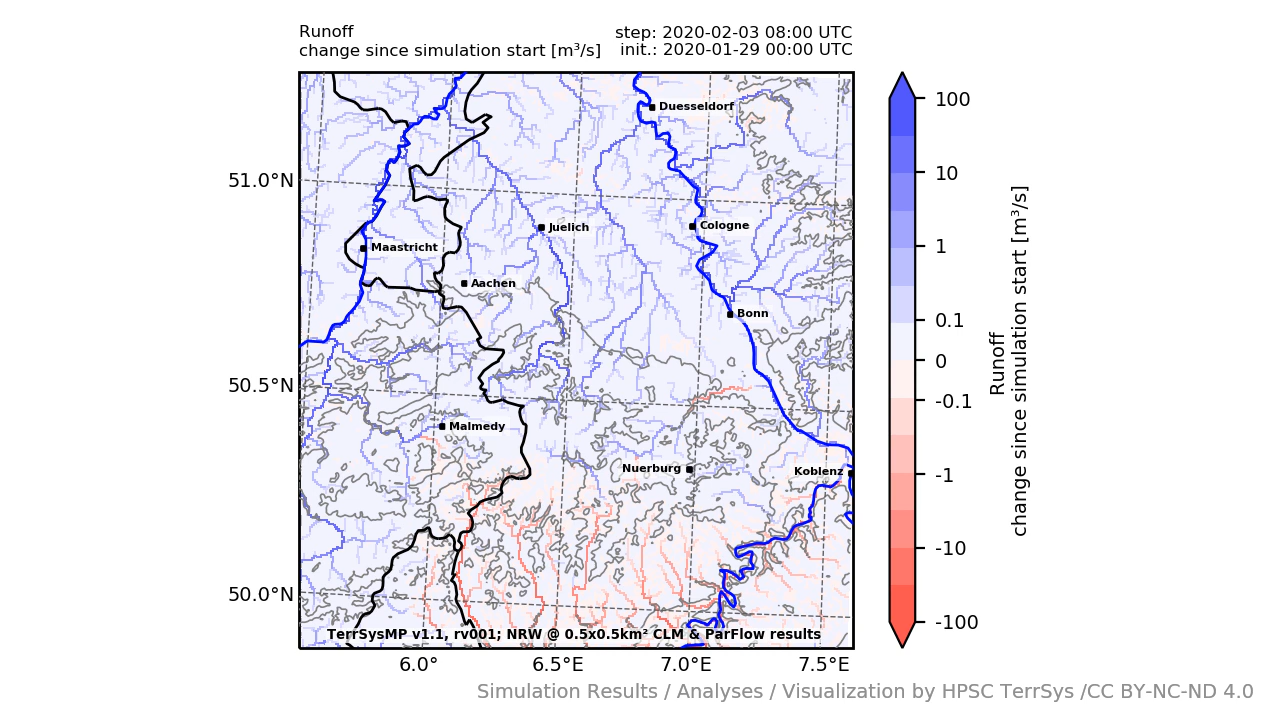 Runoff
change since simulation start [m³/s]
step: 2020-02-03 08:00 UTC
init.: 2020-01-29 00:00 UTC
Duesseldorf
51.0°N
Juelich
Cologne
Maastricht
Aachen
Bonn
50.5°N
Malmedy
Nuerburg
Koblenz
50.0°N
TerrSysMP v1.1, rv001; NRW @ 0.5x0.5km² CLM & ParFlow results
6.0°
6.5°E
7.0°E
7.5°E
100
10
1
0.1
0
-0.1
-1
-10
-100
Runoff
change since simulation start [m³/s]
Simulation Results / Analyses / Visualization by HPSC TerrSys /CC BY-NC-ND 4.0